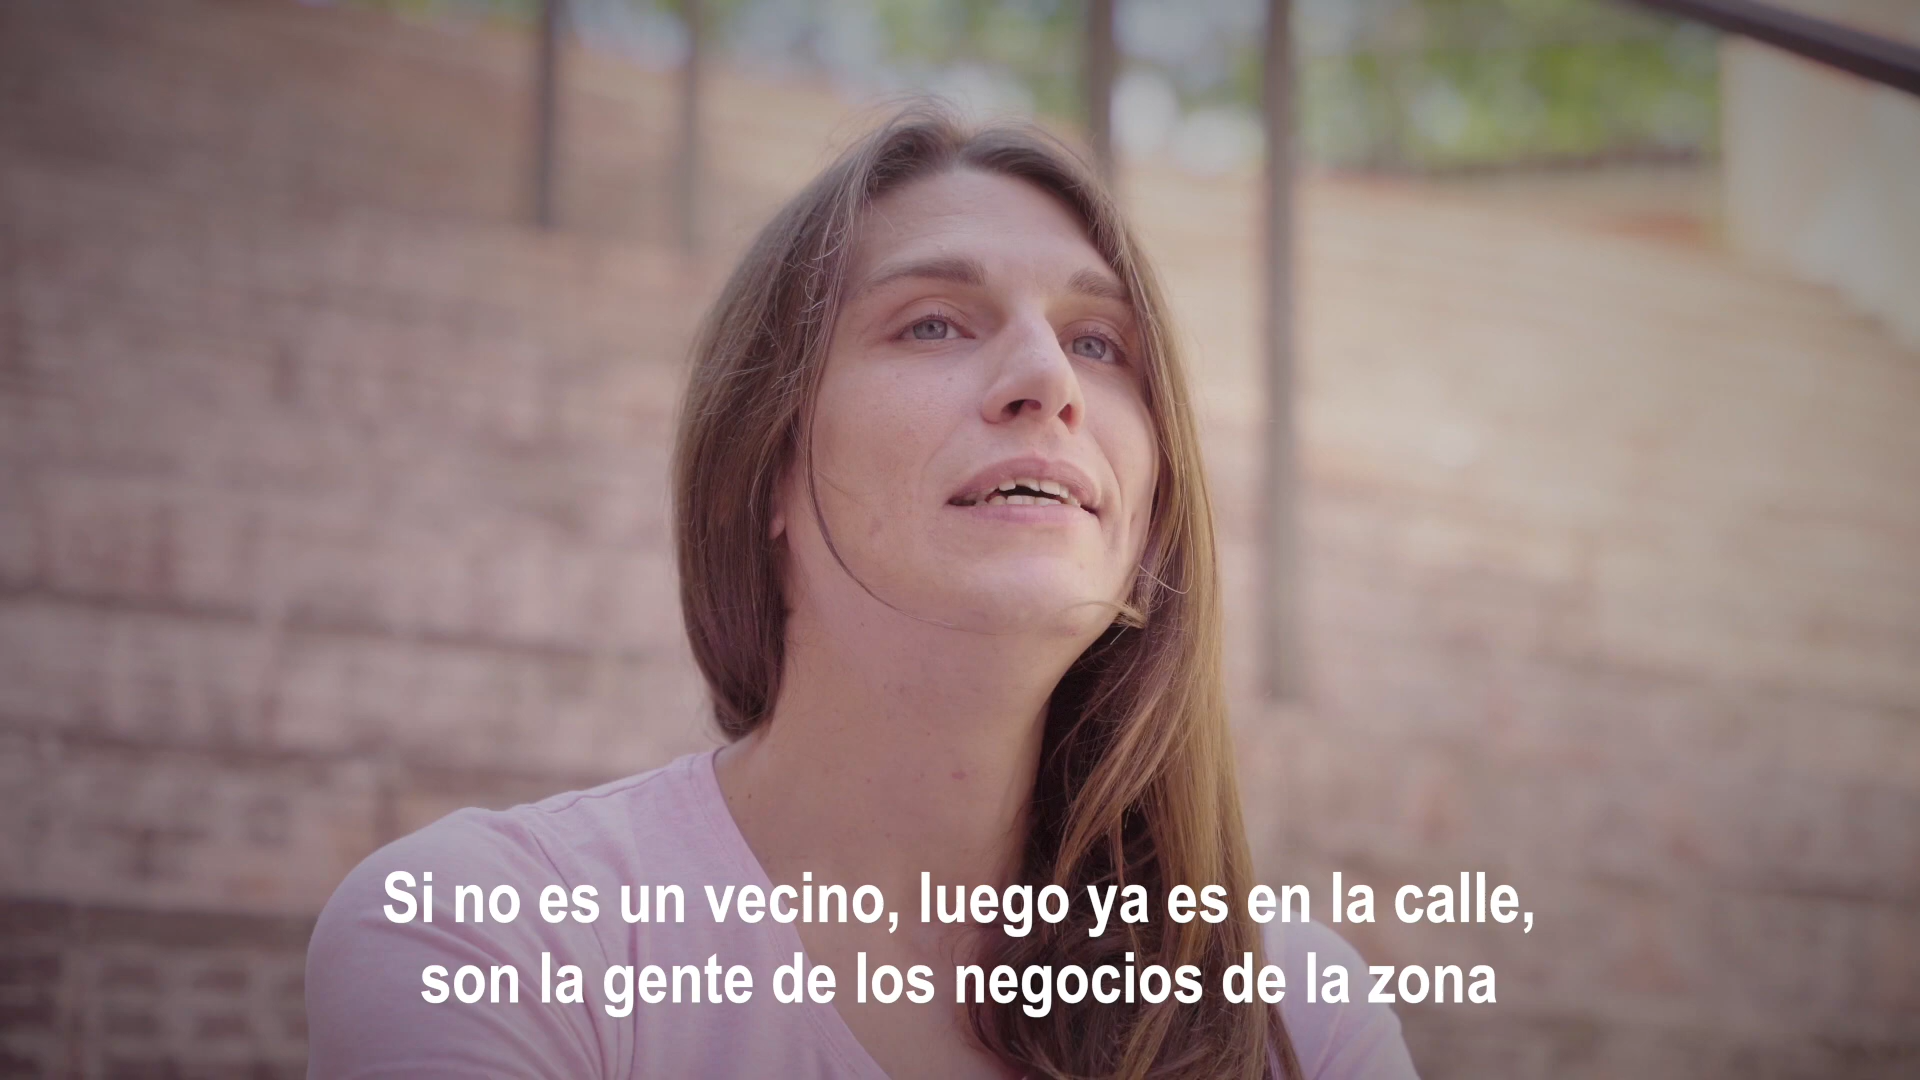 Si no es un vecino, luego ya es en la calle,
son la gente de los negocios de la zona